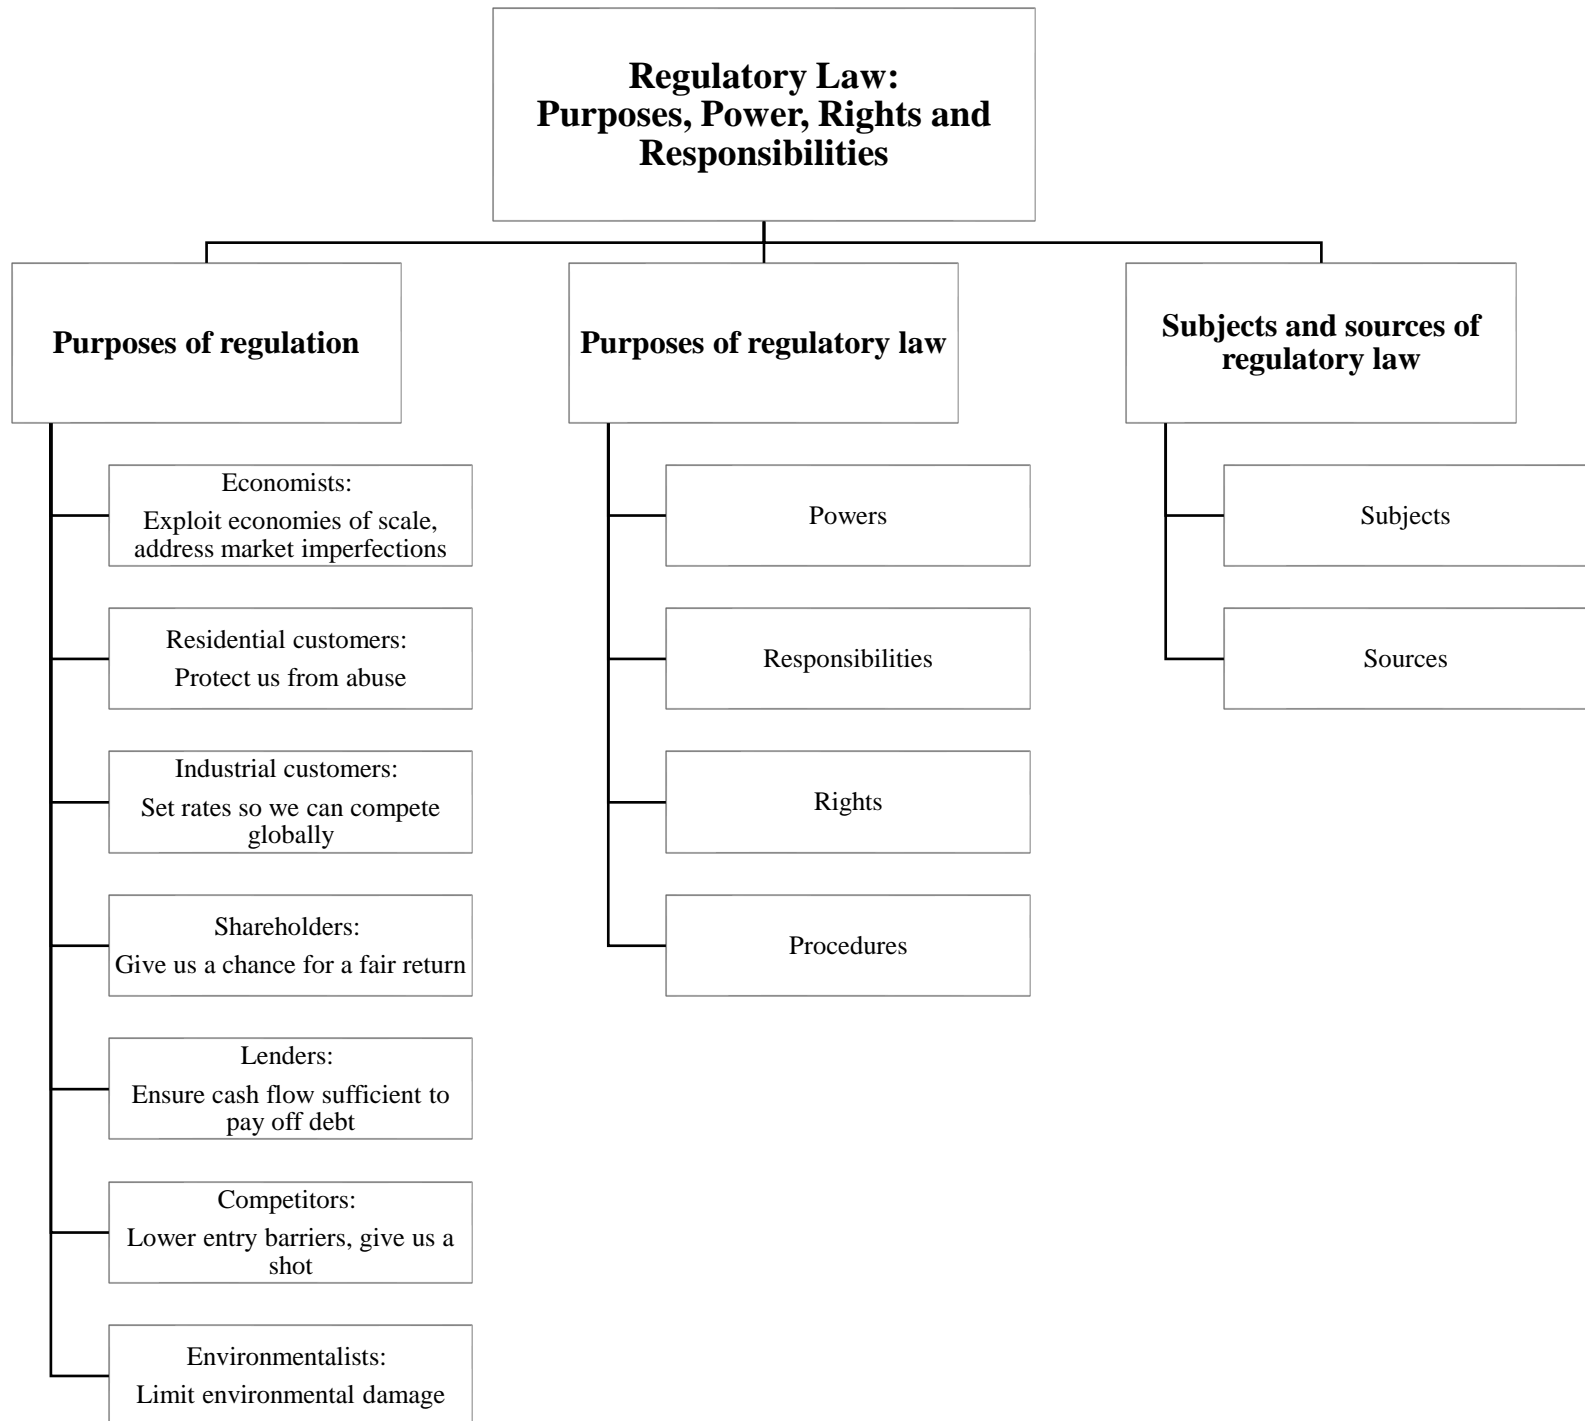 Regulatory Law:
Purposes, Power, Rights and
Responsibilities
Purposes of regulation
Purposes of regulatory law
Subjects and sources of
regulatory law
Economists:
Exploit economies of scale,
address market imperfections
Residential customers:
Protect us from abuse
Industrial customers:
Set rates so we can compete
globally
Shareholders:
Give us a chance for a fair return
Lenders:
Ensure cash flow sufficient to
pay off debt
Competitors:
Lower entry barriers, give us a
shot
Environmentalists:
Limit environmental damage
Powers
Responsibilities
Rights
Procedures
Subjects
Sources